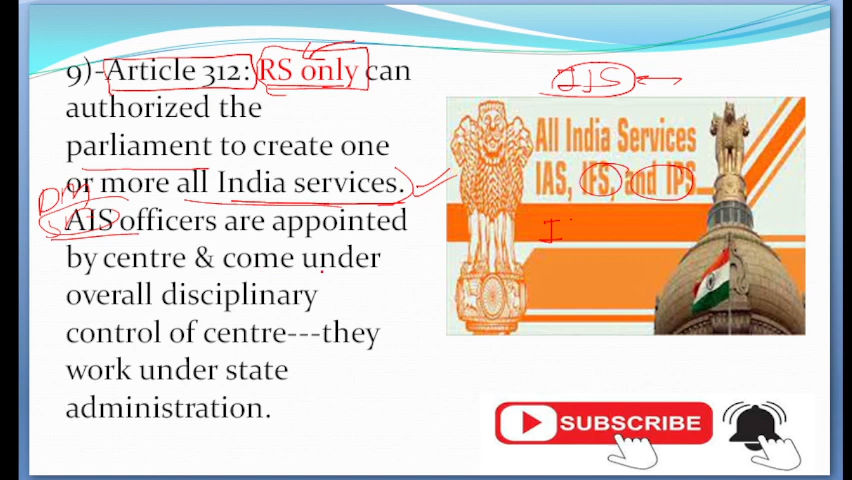 9)-Article 312: RS only can
authorized the
parliament to create one
or more all India services.
AIS officers are appointed
by centre & come under
overall disciplinary
control of centre---they
work under state
administration.
DM
IJS
All India Services
IAS, IFS, and IPS
I
SUBSCRIBE